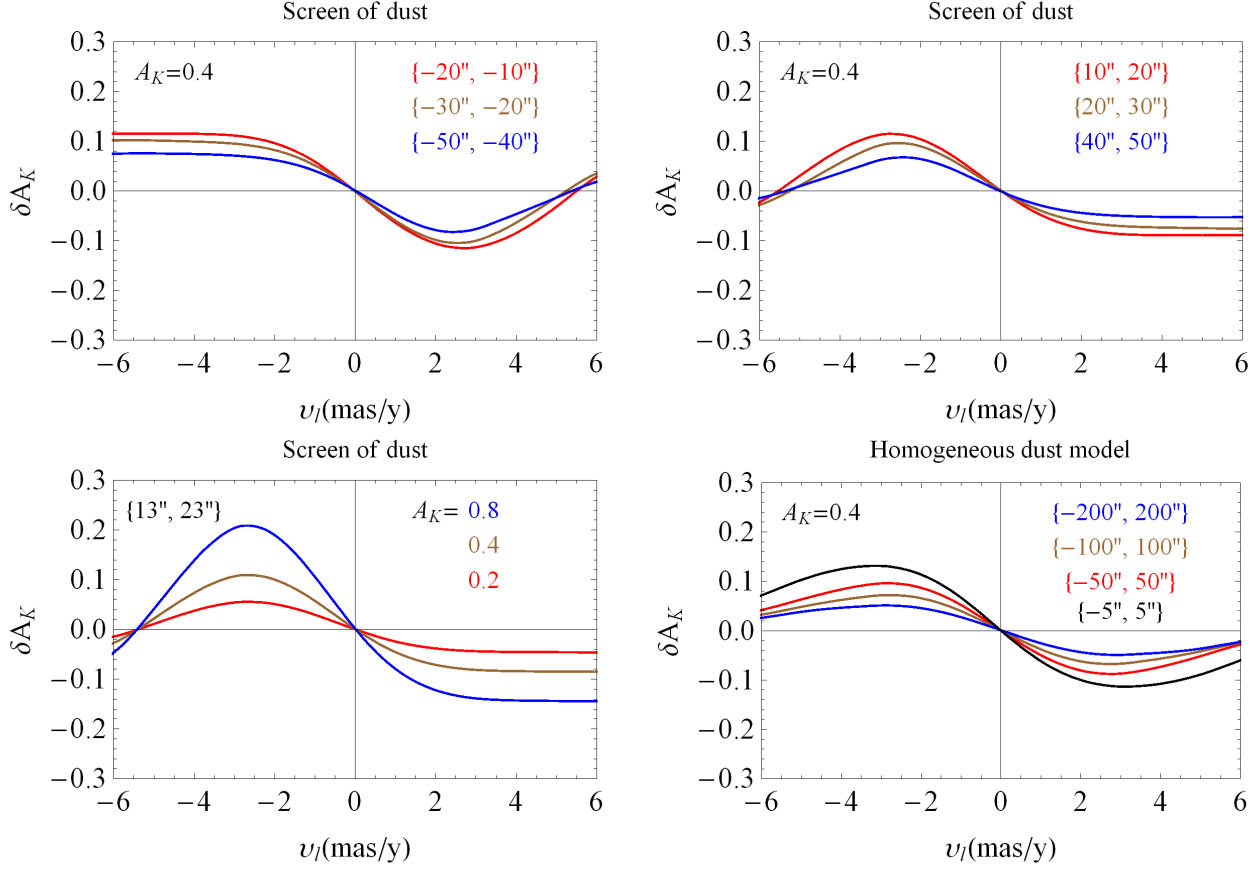 Screen of dust
A_K=0.4
{−20", −10"}
{−30", −20"}
{−50", −40"}
0.3
0.2
0.1
0.0
−0.1
−0.2
−0.3
δA_K
−6 −4 −2 0 2 4 6
υ_l(mas/y)
Screen of dust
{10", 20"}
A_K=0.4
{20", 30"}
{40", 50"}
0.3
0.2
0.1
0.0
−0.1
−0.2
−0.3
δA_K
−6 −4 −2 0 2 4 6
υ_l(mas/y)
Screen of dust
{13", 23"}
A_K= 0.8
0.4
0.2
0.3
0.2
0.1
0.0
−0.1
−0.2
−0.3
δA_K
−6 −4 −2 0 2 4 6
υ_l(mas/y)
Homogeneous dust model
A_K=0.4
{−200", 200"}
{−100", 100"}
{−50", 50"}
{−5", 5"}
0.3
0.2
0.1
0.0
−0.1
−0.2
−0.3
δA_K
−6 −4 −2 0 2 4 6
υ_l(mas/y)